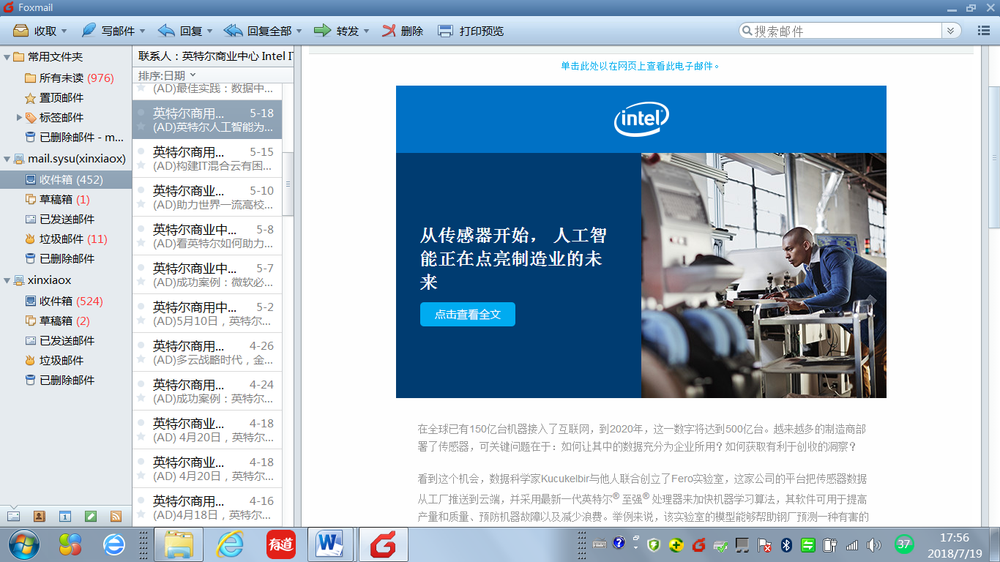 Foxmail
收取 写邮件 回复 回复全部 转发 删除 打印预览 搜索邮件
常用文件夹
所有未读 (976)
置顶邮件
标签邮件
已删除邮件 - m...
mail.sysu(xinxiaox)
收件箱 (452)
草稿箱 (1)
已发送邮件
垃圾邮件 (11)
已删除邮件
xinxiaox
收件箱 (524)
草稿箱 (2)
已发送邮件
垃圾邮件
已删除邮件
联系人：英特尔商业中心 Intel IT
排序:日期
(AD)最佳实践：数据中...
英特尔商用... 5-18
(AD)英特尔人工智能为...
英特尔商用... 5-15
(AD)构建IT混合云有困...
英特尔商业... 5-10
(AD)助力世界一流高校...
英特尔商业中... 5-8
(AD)看英特尔如何助力...
英特尔商业中... 5-7
(AD)成功案例：微软必...
英特尔商用中... 5-2
(AD)5月10日，英特尔...
英特尔商用... 4-26
(AD)多云战略时代，金...
英特尔商用... 4-24
(AD)成功案例：英特尔...
英特尔商业... 4-18
(AD) 4月20日，英特尔...
英特尔商业... 4-18
(AD) 4月20日，英特尔...
英特尔商用... 4-16
(AD)4月18日，英特尔...
单击此处以在网页上查看此电子邮件。
intel
从传感器开始， 人工智
能正在点亮制造业的未
来
点击查看全文
在全球已有150亿台机器接入了互联网，到2020年，这一数字将达到500亿台。越来越多的制造商部
署了传感器，可关键问题在于：如何让其中的数据充分为企业所用？如何获取有利于创收的洞察？
看到这个机会，数据科学家Kucukelbir与他人联合创立了Fero实验室，这家公司的平台把传感器数据
从工厂推送到云端，并采用最新一代英特尔® 至强® 处理器来加快机器学习算法，其软件可用于提高
产量和质量、预防机器故障以及减少浪费。举例来说，该实验室的模型能够帮助钢厂预测一种有害的
有道
37
17:56
2018/7/19